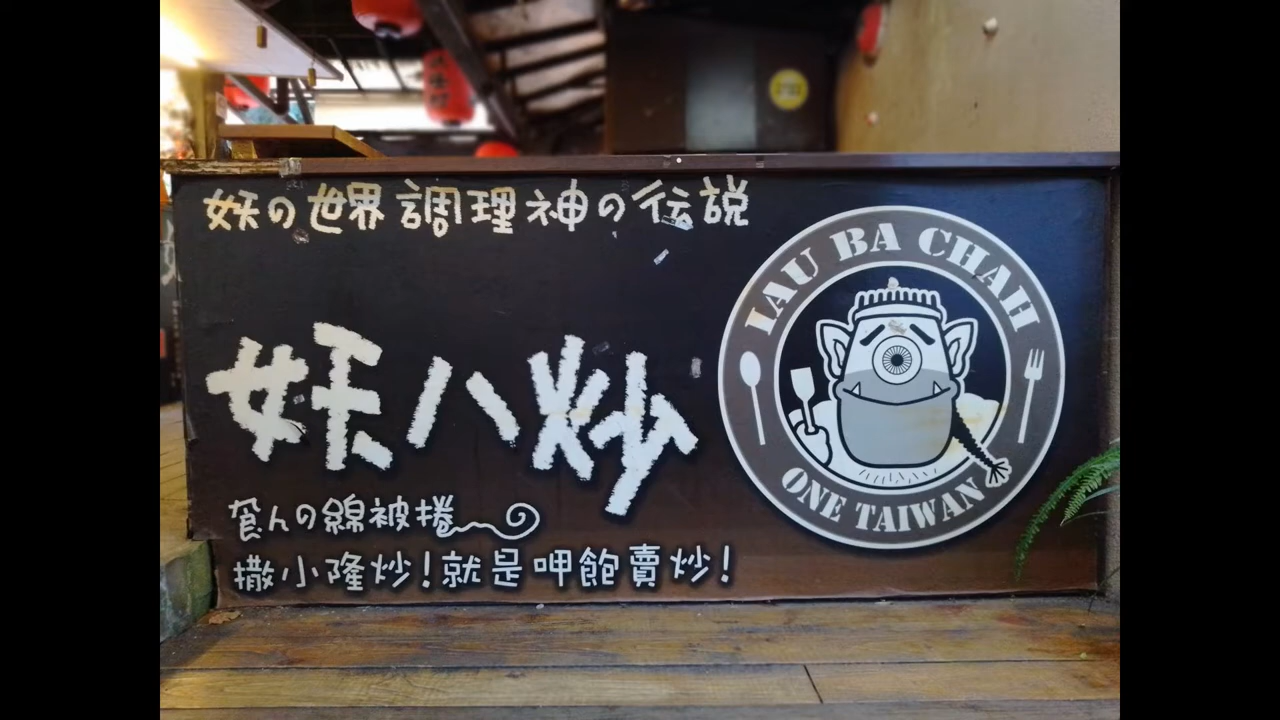 妖の世界 調理神の伝説
妖八炒
食人の綿被捲
撒小隆炒!就是呷飽賣炒!
IAU BA CHAH
ONE TAIWAN